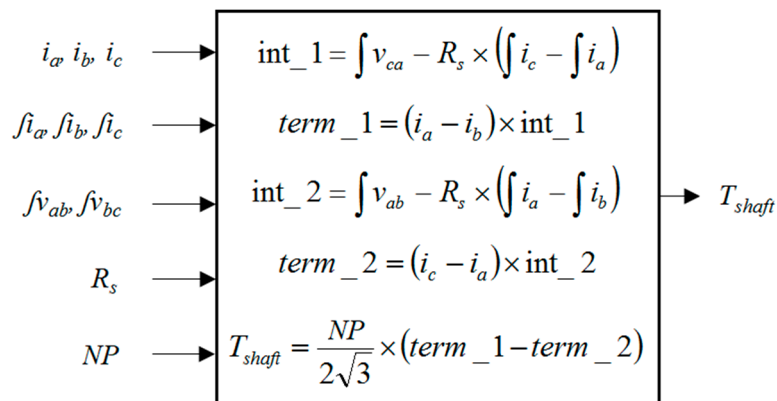 i_a, i_b, i_c
∫i_a, ∫i_b, ∫i_c
∫v_ab, ∫v_bc
R_s
NP
int_1 = ∫v_ca − R_s × (∫i_c − ∫i_a)
term_1 = (i_a − i_b) × int_1
int_2 = ∫v_ab − R_s × (∫i_a − ∫i_b)
term_2 = (i_c − i_a) × int_2
T_shaft = NP / 2√3 × (term_1 − term_2)
T_shaft